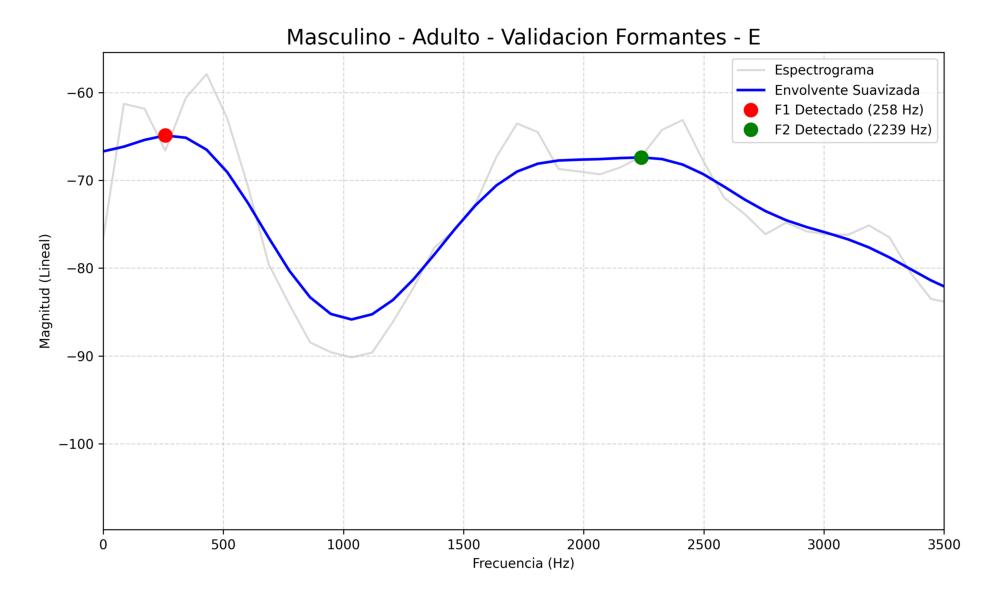 Masculino - Adulto - Validacion Formantes - E
Espectrograma
Envolvente Suavizada
F1 Detectado (258 Hz)
F2 Detectado (2239 Hz)
Magnitud (Lineal)
−60
−70
−80
−90
−100
0 500 1000 1500 2000 2500 3000 3500
Frecuencia (Hz)